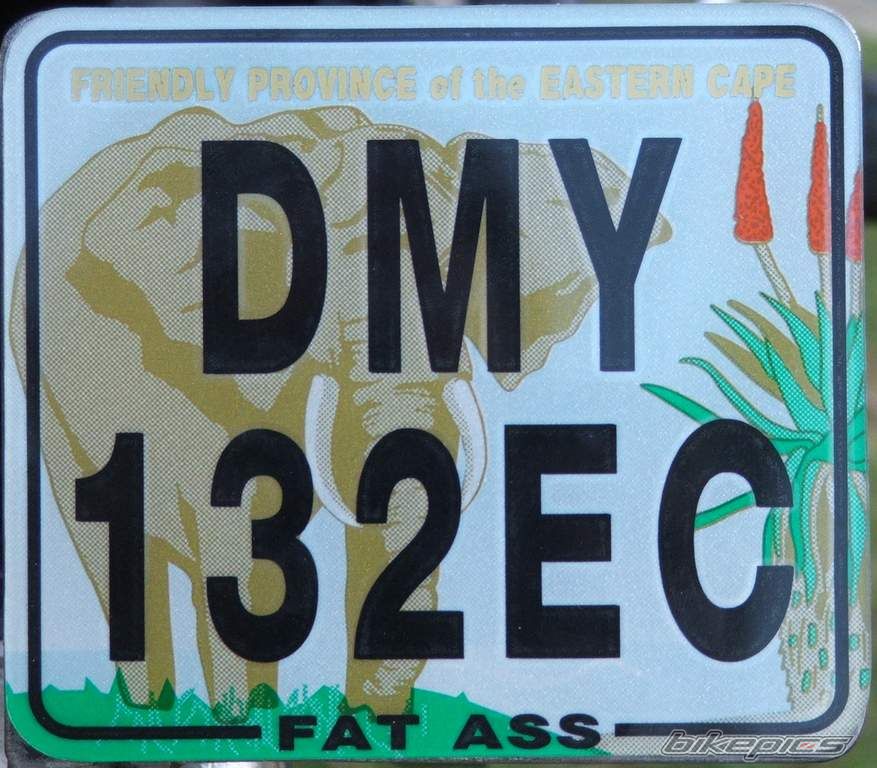 FRIENDLY PROVINCE of the EASTERN CAPE
DMY
132EC
FAT ASS
bikepics